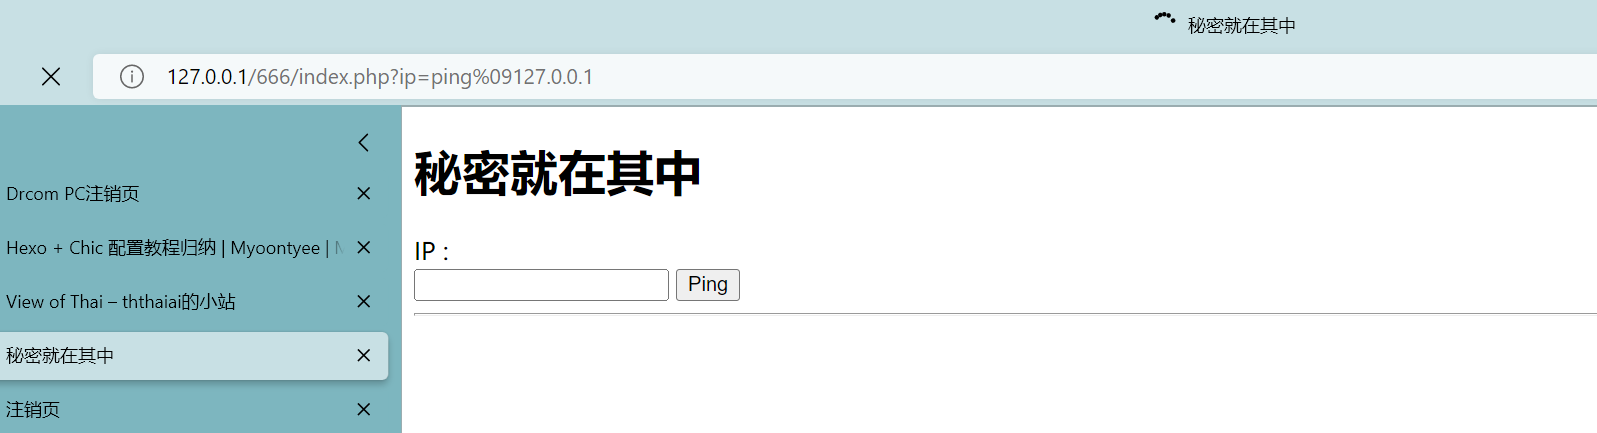 秘密就在其中
127.0.0.1/666/index.php?ip=ping%09127.0.0.1
Drcom PC注销页
Hexo + Chic 配置教程归纳 | Myoontyee |
View of Thai – ththaiai的小站
秘密就在其中
注销页
秘密就在其中
IP :
Ping